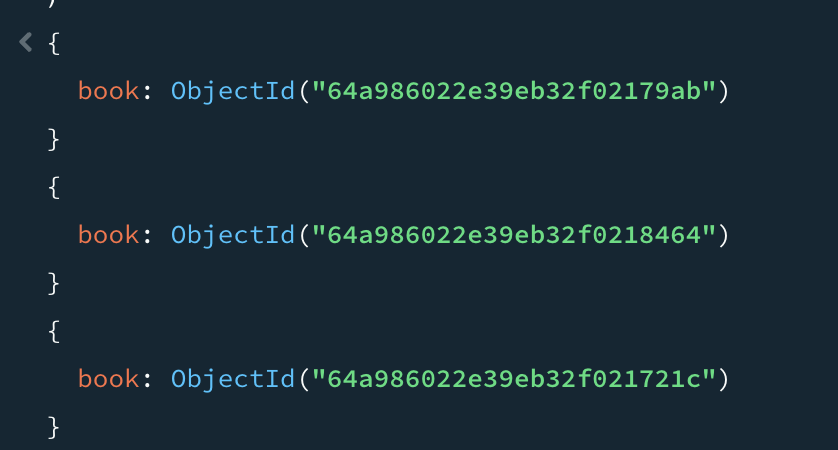 )
{
book: ObjectId("64a986022e39eb32f02179ab")
}
{
book: ObjectId("64a986022e39eb32f0218464")
}
{
book: ObjectId("64a986022e39eb32f021721c")
}